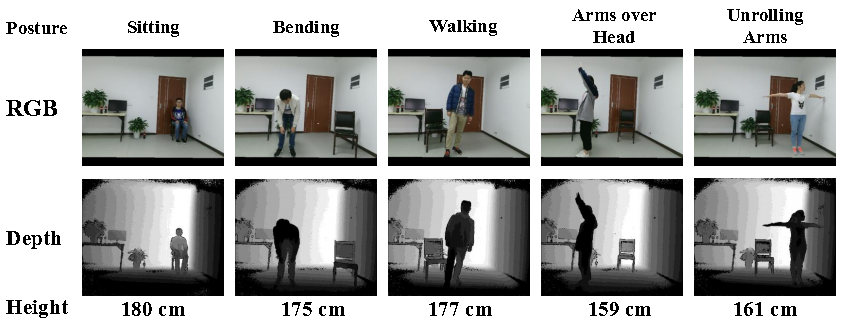 Posture Sitting Bending Walking Arms over Head Unrolling Arms
RGB
Depth
Height 180 cm 175 cm 177 cm 159 cm 161 cm